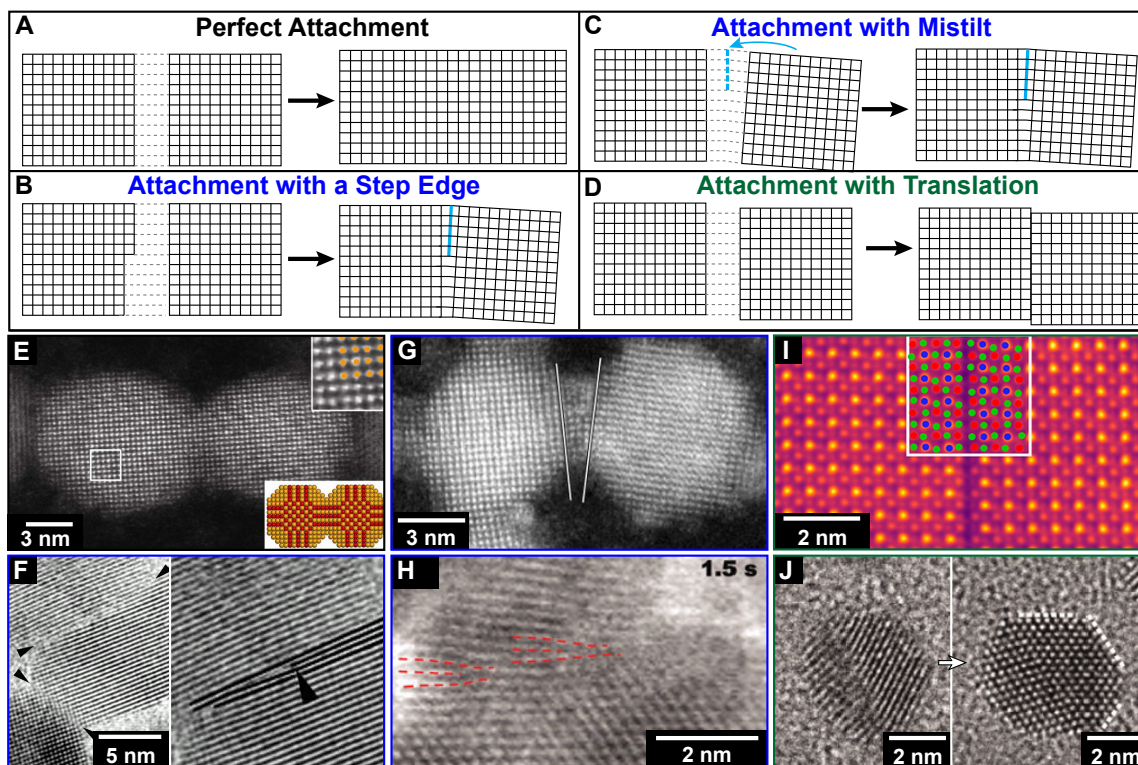 A
Perfect Attachment
C
Attachment with Mistilt
B
Attachment with a Step Edge
D
Attachment with Translation
E
3 nm
G
3 nm
I
2 nm
F
5 nm
H
1.5 s
2 nm
J
2 nm
2 nm